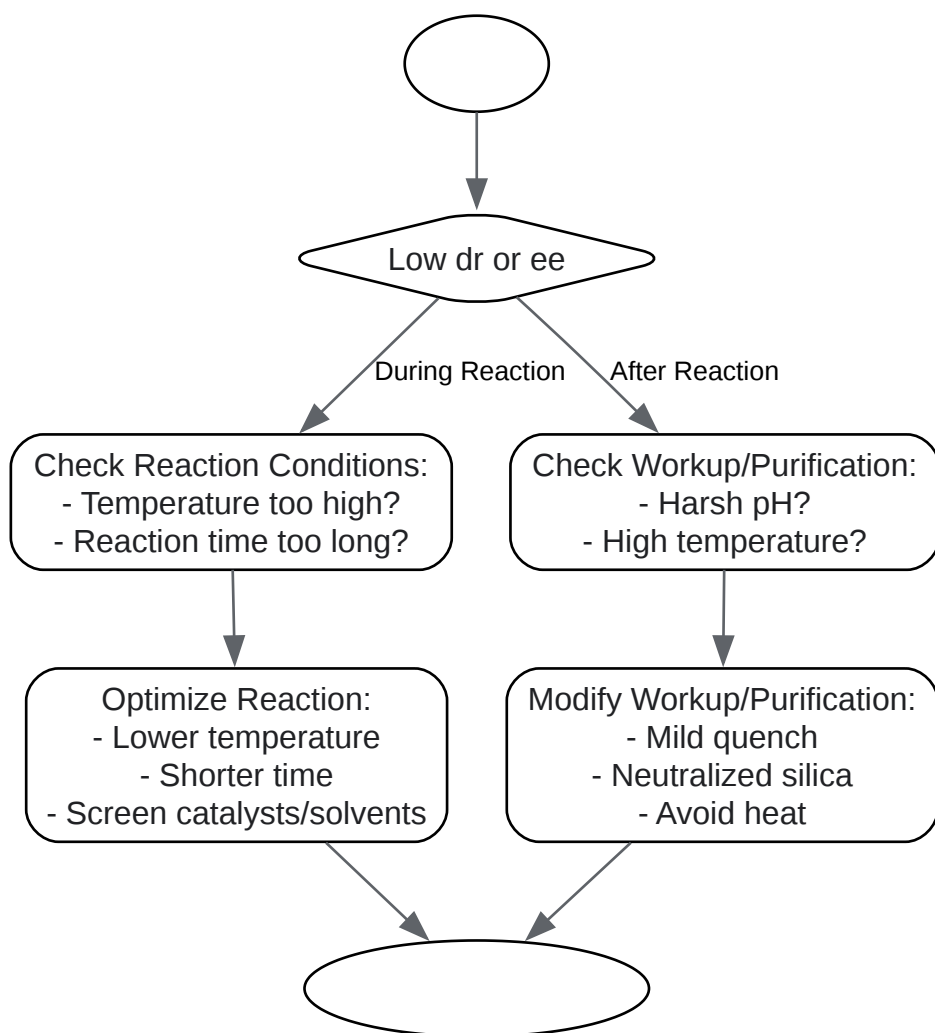 Low dr or ee
During Reaction
After Reaction
Check Reaction Conditions:
- Temperature too high?
- Reaction time too long?
Check Workup/Purification:
- Harsh pH?
- High temperature?
Optimize Reaction:
- Lower temperature
- Shorter time
- Screen catalysts/solvents
Modify Workup/Purification:
- Mild quench
- Neutralized silica
- Avoid heat